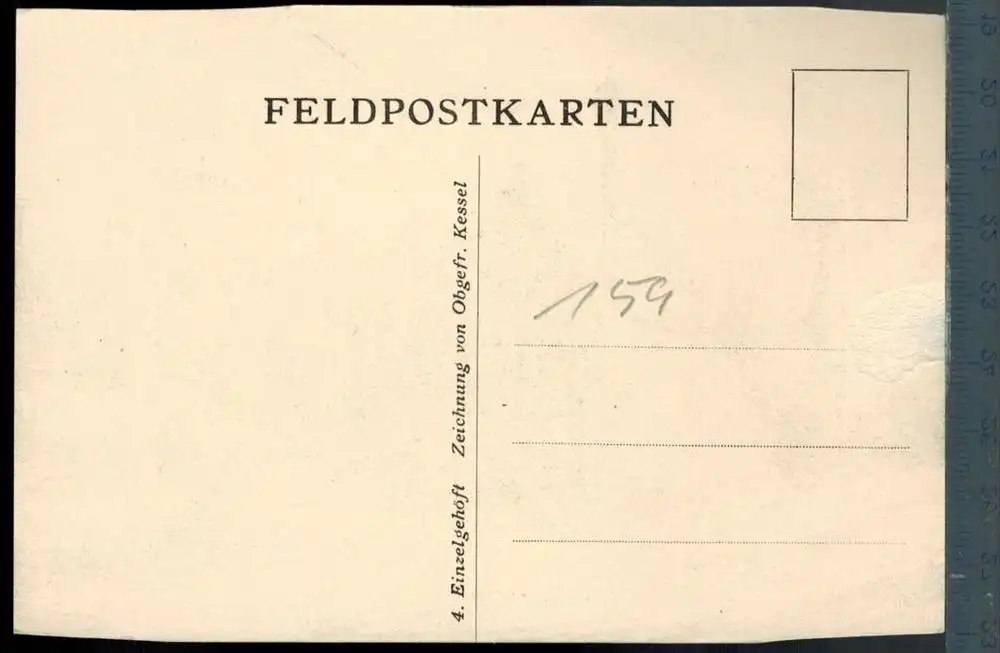 FELDPOSTKARTEN
4. Einzelgehöft Zeichnung von Obgefr. Kessel
159